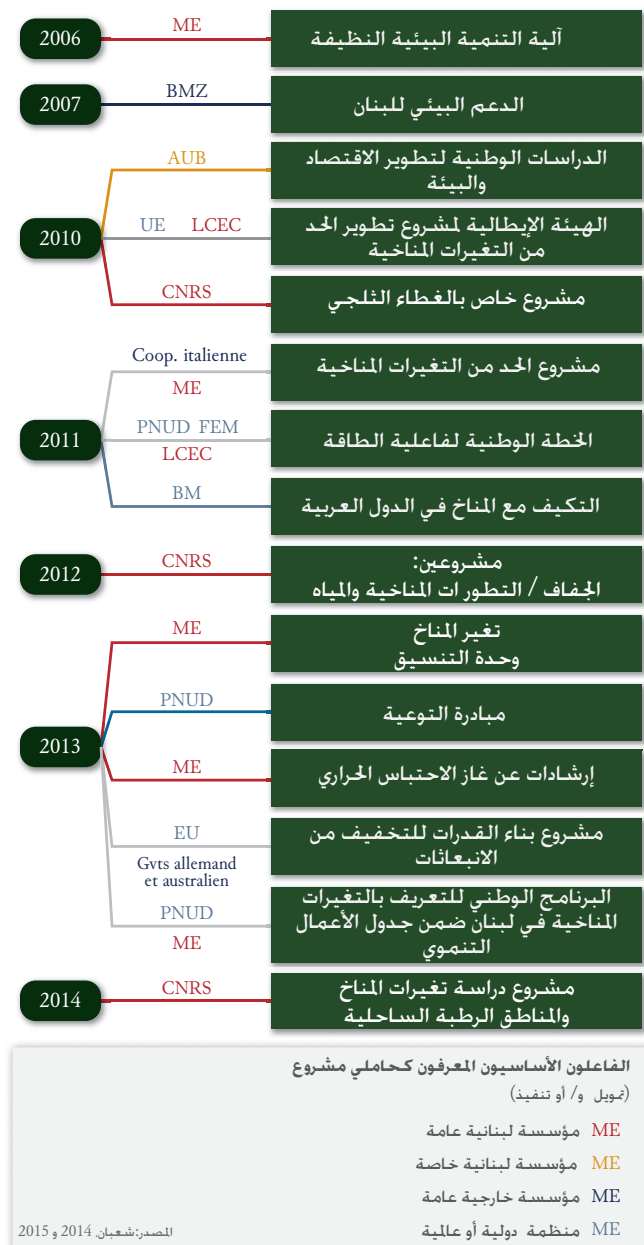 2006
ME
آلية التنمية البيئية النظيفة
2007
BMZ
الدعم البيئي للبنان
2010
AUB
الدراسات الوطنية لتطوير الاقتصاد
والبيئة
UE LCEC
الهيئة الإيطالية لمشروع تطوير الحد
من التغيرات المناخية
CNRS
مشروع خاص بالغطاء الثلجي
2011
Coop. italienne
ME
مشروع الحد من التغيرات المناخية
PNUD FEM
LCEC
الخطة الوطنية لفاعلية الطاقة
BM
التكيف مع المناخ في الدول العربية
2012
CNRS
مشروعين:
الجفاف / التطور ات المناخية والمياه
2013
ME
تغير المناخ
وحدة التنسيق
PNUD
مبادرة التوعية
ME
إرشادات عن غاز الاحتباس الحراري
EU
Gvts allemand
et australien
مشروع بناء القدرات للتخفيف من
الانبعاثات
PNUD
ME
البرنامج الوطني للتعريف بالتغيرات
المناخية في لبنان ضمن جدول الأعمال
التنموي
2014
CNRS
مشروع دراسة تغيرات المناخ
والمناطق الرطبة الساحلية
الفاعلون الأساسيون المعرفون كحاملي مشروع
(تمويل و/ أو تنفيذ)
ME مؤسسة لبنانية عامة
ME مؤسسة لبنانية خاصة
ME مؤسسة خارجية عامة
ME منظمة دولية أو عالمية
المصدر:شعبان, 2014 و 2015